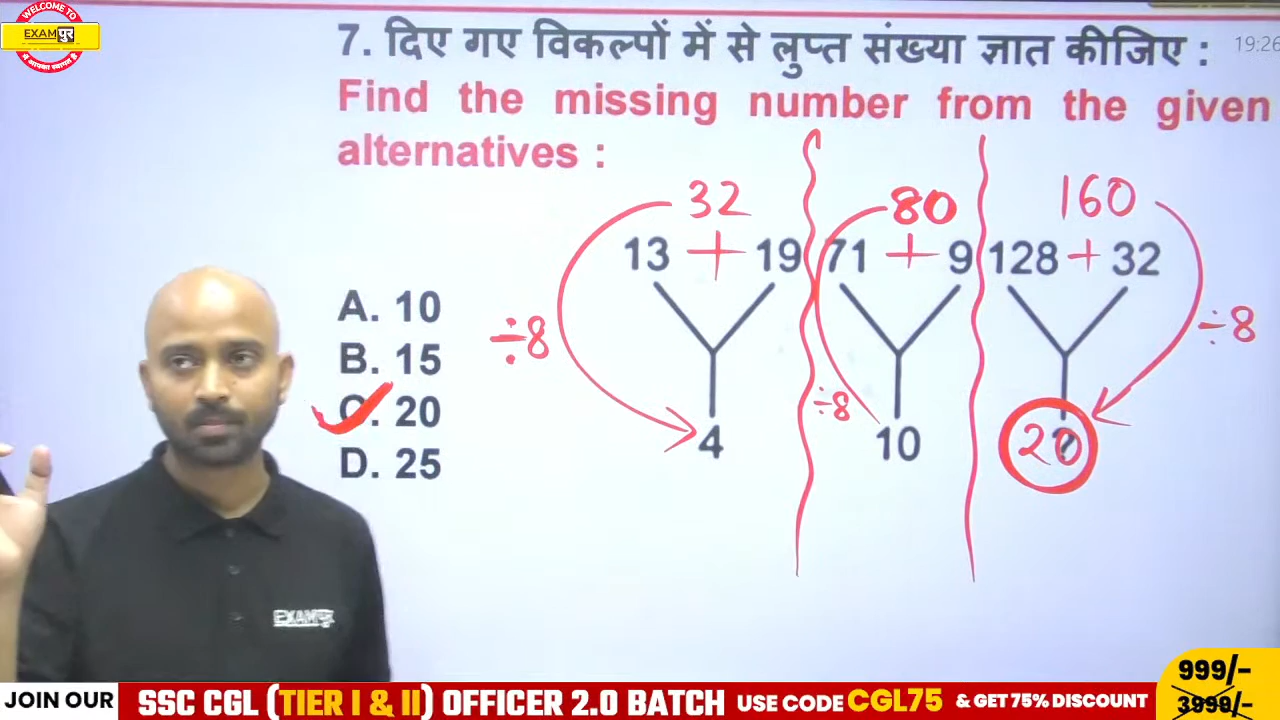 WELCOME TO
EXAMपुर
में आपका स्वागत है
7. दिए गए विकल्पों में से लुप्त संख्या ज्ञात कीजिए :
19:26
Find the missing number from the given
alternatives :
32 80 160
13 + 19 71 + 9 128 + 32
A. 10
÷8 ÷8
B. 15
C. 20
÷8
4 10 20 ?
D. 25
EXAMपुर
JOIN OUR SSC CGL (TIER I & II) OFFICER 2.0 BATCH USE CODE CGL75 & GET 75% DISCOUNT
999/-
3999/-